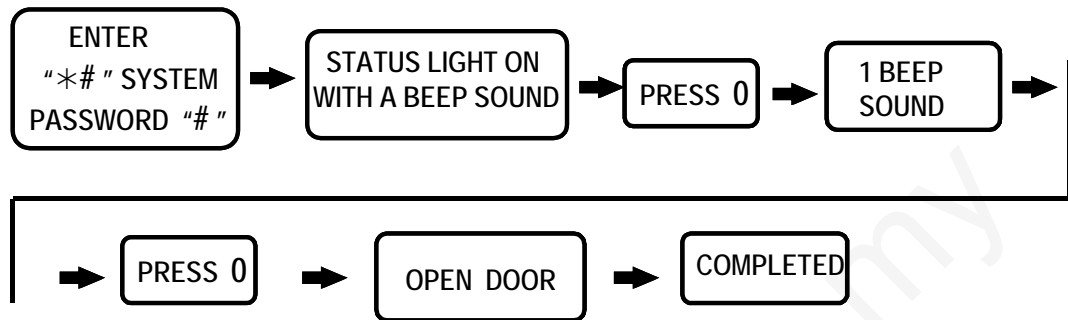 ENTER
“*# ” SYSTEM
PASSWORD “# ”
STATUS LIGHT ON
WITH A BEEP SOUND
PRESS 0
1 BEEP
SOUND
PRESS 0
OPEN DOOR
COMPLETED
my